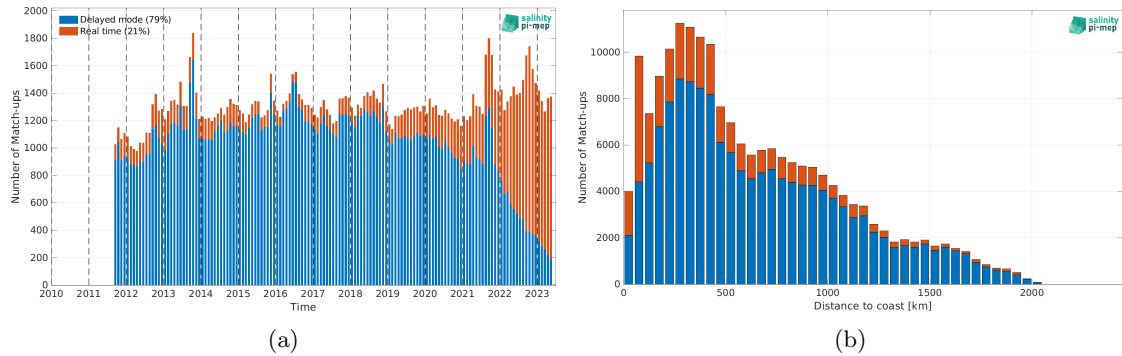 Delayed mode (79%)
Real time (21%)
salinity
pi-mep
Number of Match-ups
2000
1800
1600
1400
1200
1000
800
600
400
200
0
2010 2011 2012 2013 2014 2015 2016 2017 2018 2019 2020 2021 2022 2023
Time
(a)
salinity
pi-mep
Number of Match-ups
10000
8000
6000
4000
2000
0
0 500 1000 1500 2000
Distance to coast [km]
(b)